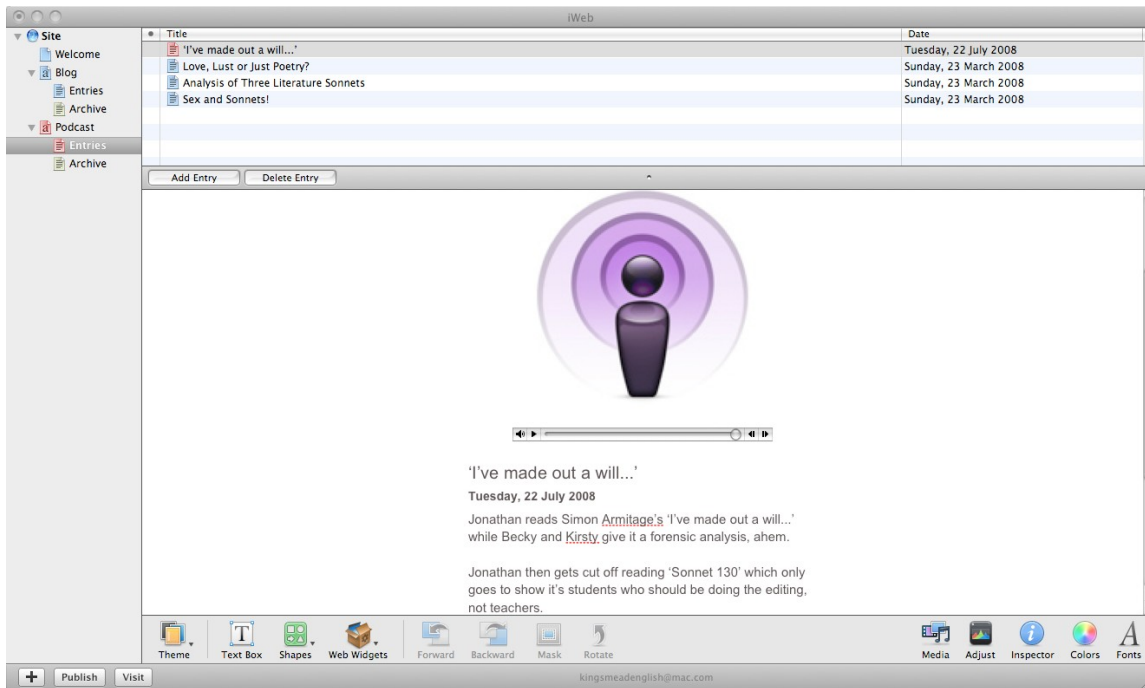 iWeb
Site
Welcome
Blog
Entries
Archive
Podcast
Entries
Archive
Title Date
'I've made out a will...' Tuesday, 22 July 2008
Love, Lust or Just Poetry? Sunday, 23 March 2008
Analysis of Three Literature Sonnets Sunday, 23 March 2008
Sex and Sonnets! Sunday, 23 March 2008
Add Entry Delete Entry
'I've made out a will...'
Tuesday, 22 July 2008
Jonathan reads Simon Armitage's 'I've made out a will...'
while Becky and Kirsty give it a forensic analysis, ahem.
Jonathan then gets cut off reading 'Sonnet 130' which only
goes to show it's students who should be doing the editing,
not teachers.
Theme Text Box Shapes Web Widgets Forward Backward Mask Rotate Media Adjust Inspector Colors Fonts
Publish Visit kingsmeadenglish@mac.com